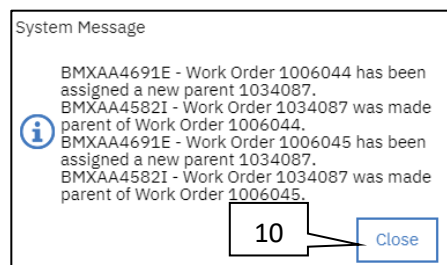 System Message
BMXAA4691E - Work Order 1006044 has been
assigned a new parent 1034087.
BMXAA4582I - Work Order 1034087 was made
parent of Work Order 1006044.
BMXAA4691E - Work Order 1006045 has been
assigned a new parent 1034087.
BMXAA4582I - Work Order 1034087 was made
parent of Work Order 1006045.
10
Close